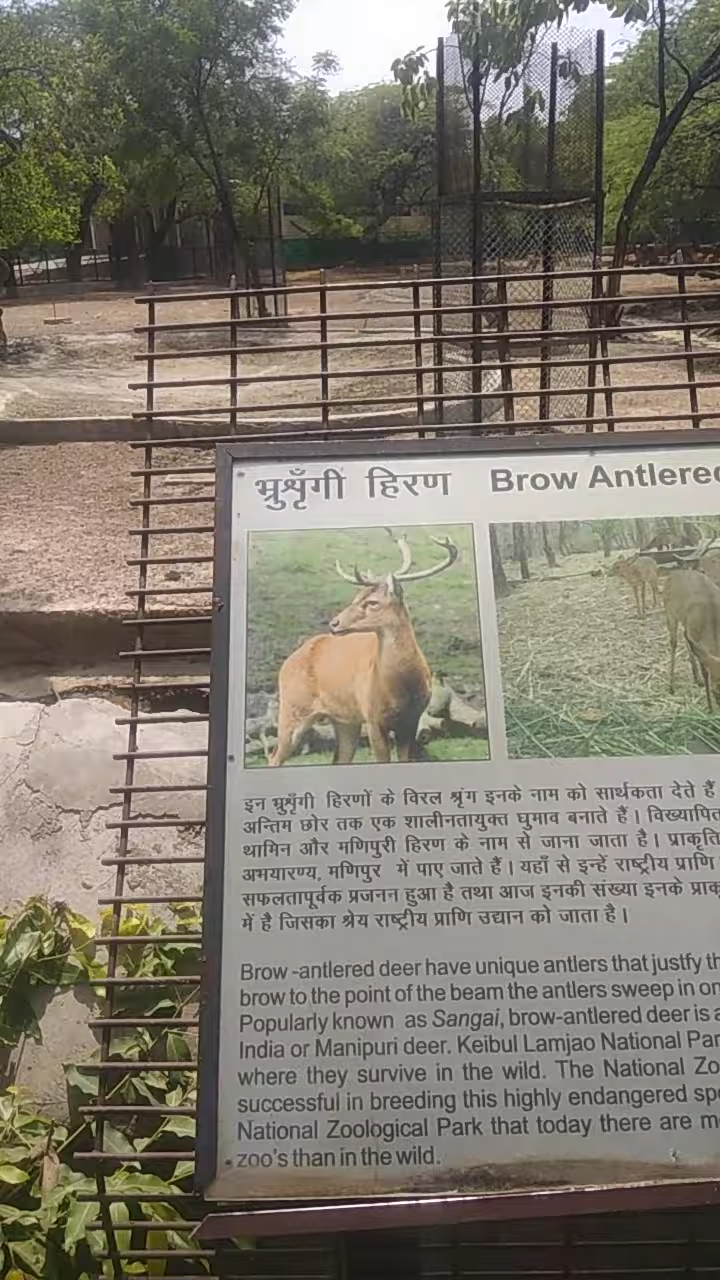 भ्रुशृँगी हिरण Brow Antlered
इन भ्रुशृँगी हिरणों के विरल श्रृंग इनके नाम को सार्थकता देते हैं
अन्तिम छोर तक एक शालीनतायुक्त घुमाव बनाते हैं। विख्यापित
थामिन और मणिपुरी हिरण के नाम से जाना जाता है। प्राकृति
अभयारण्य, मणिपुर में पाए जाते हैं। यहाँ से इन्हें राष्ट्रीय प्राणि
सफलतापूर्वक प्रजनन हुआ है तथा आज इनकी संख्या इनके प्राकृ
में है जिसका श्रेय राष्ट्रीय प्राणि उद्यान को जाता है।
Brow -antlered deer have unique antlers that justfy th
brow to the point of the beam the antlers sweep in on
Popularly known as Sangai, brow-antlered deer is a
India or Manipuri deer. Keibul Lamjao National Par
where they survive in the wild. The National Zo
successful in breeding this highly endangered spe
National Zoological Park that today there are m
zoo's than in the wild.